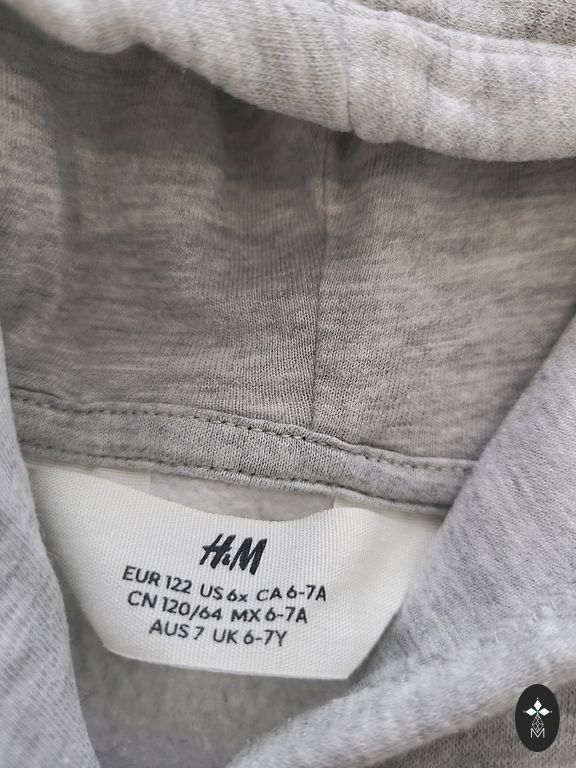 H&M
EUR 122 US 6x CA 6-7A
CN 120/64 MX 6-7A
AUS 7 UK 6-7Y
M